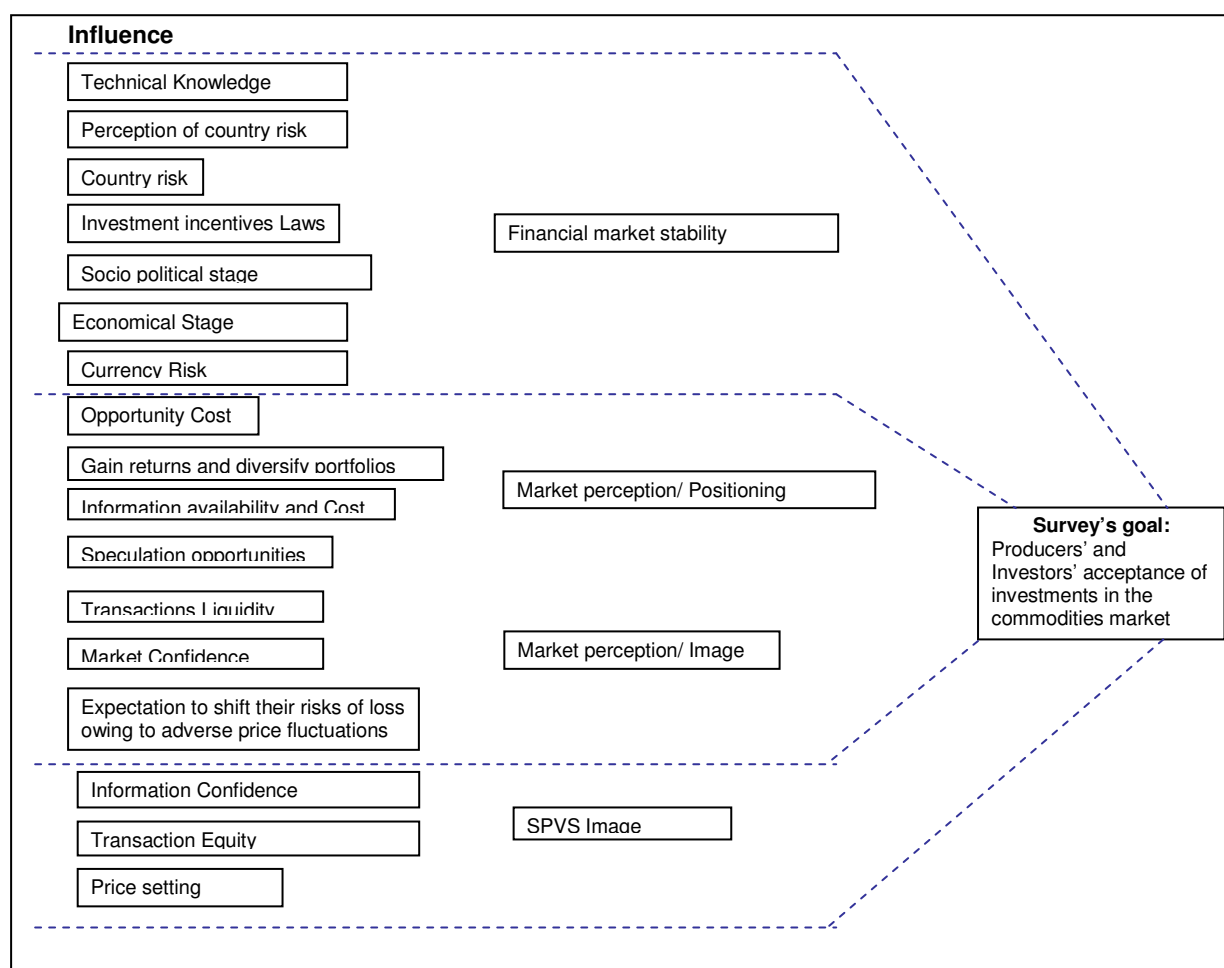 Influence
Technical Knowledge
Perception of country risk
Country risk
Investment incentives Laws
Socio political stage
Economical Stage
Currency Risk
Financial market stability
Opportunity Cost
Gain returns and diversify portfolios
Information availability and Cost
Speculation opportunities
Market perception/ Positioning
Transactions Liquidity
Market Confidence
Expectation to shift their risks of loss
owing to adverse price fluctuations
Market perception/ Image
Information Confidence
Transaction Equity
Price setting
SPVS Image
Survey's goal:
Producers' and
Investors' acceptance of
investments in the
commodities market